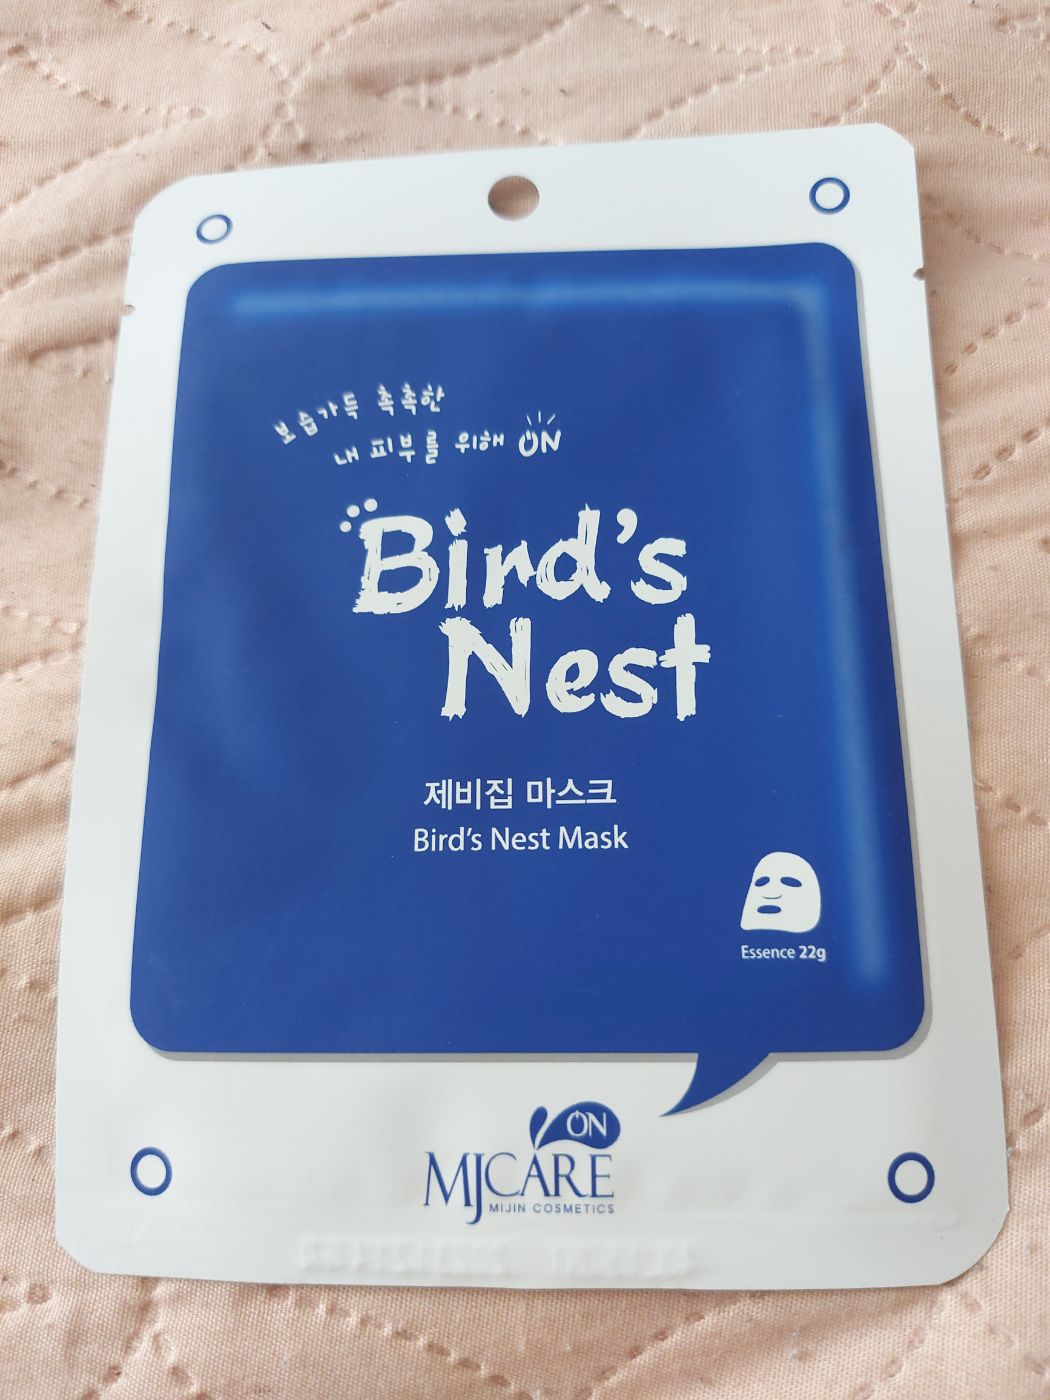 보습가득 촉촉한
내 피부를 위해 ON
Bird's
Nest
제비집 마스크
Bird's Nest Mask
Essence 22g
ON
MJCARE
MIJIN COSMETICS